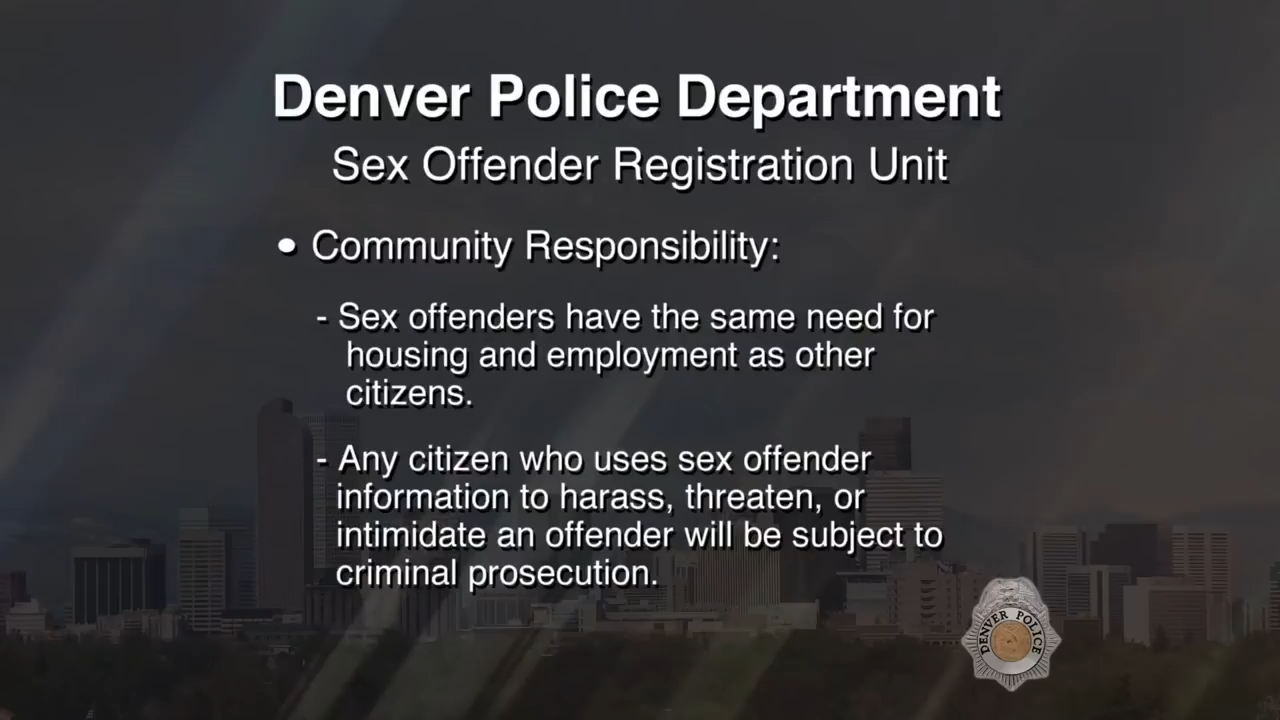 Denver Police Department
Sex Offender Registration Unit
• Community Responsibility:
- Sex offenders have the same need for
housing and employment as other
citizens.
- Any citizen who uses sex offender
information to harass, threaten, or
intimidate an offender will be subject to
criminal prosecution.
DENVER POLICE